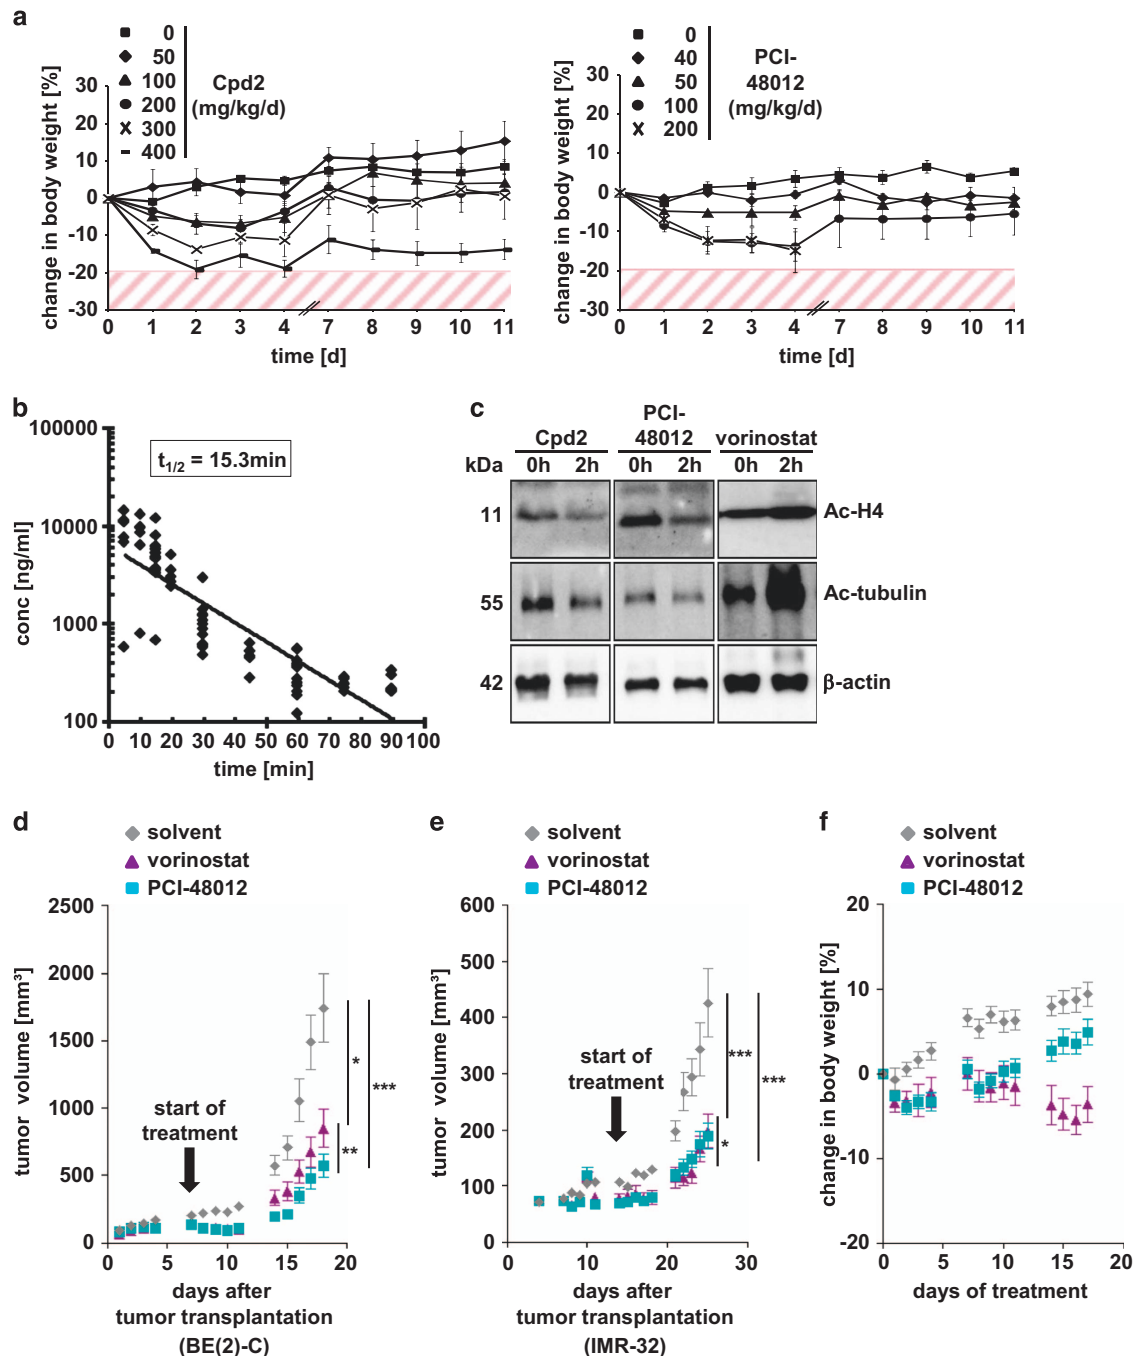 a
0
50
100
200
300
400
Cpd2
(mg/kg/d)
change in body weight [%]
30
20
10
0
-10
-20
-30
0 1 2 3 4 7 8 9 10 11
time [d]
0
40
50
100
200
PCI-
48012
(mg/kg/d)
change in body weight [%]
30
20
10
0
-10
-20
-30
0 1 2 3 4 7 8 9 10 11
time [d]
b
t1/2 = 15.3min
conc [ng/ml]
100000
10000
1000
100
0 10 20 30 40 50 60 70 80 90 100
time [min]
c
PCI-
Cpd2 48012 vorinostat
kDa 0h 2h 0h 2h 0h 2h
11 Ac-H4
55 Ac-tubulin
42 β-actin
d
solvent
vorinostat
PCI-48012
tumor volume [mm³]
2500
2000
1500
1000
500
0
start of
treatment
*
***
**
0 5 10 15 20
days after
tumor transplantation
(BE(2)-C)
e
solvent
vorinostat
PCI-48012
tumor volume [mm³]
600
500
400
300
200
100
0
start of
treatment
***
***
*
0 10 20 30
days after
tumor transplantation
(IMR-32)
f
solvent
vorinostat
PCI-48012
change in body weight [%]
20
10
0
-10
-20
0 5 10 15 20
days of treatment